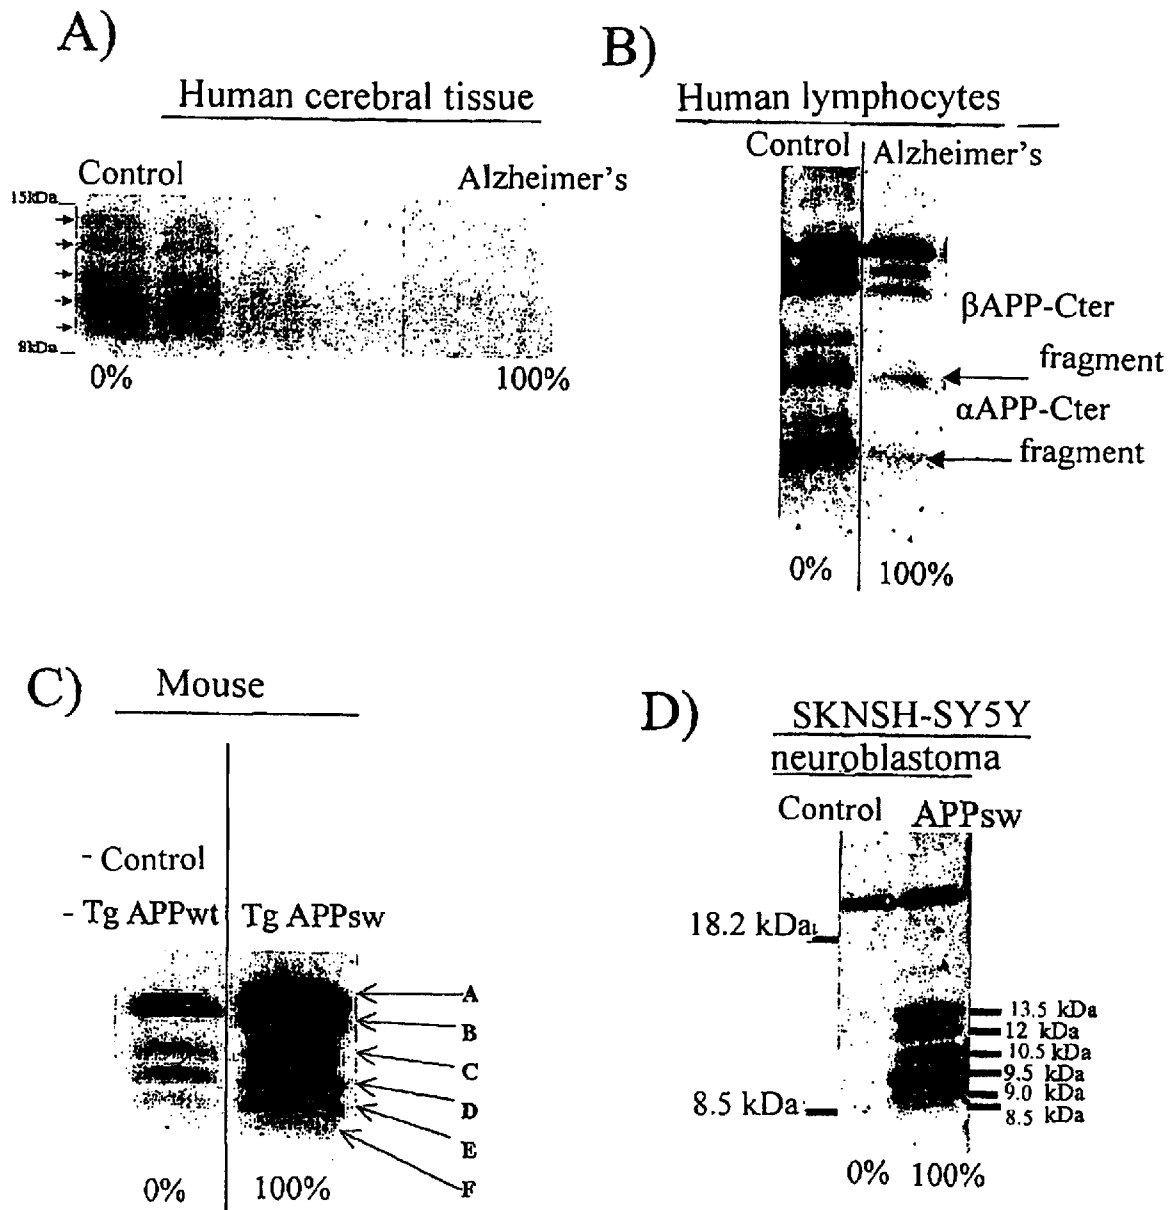 A)
Human cerebral tissue
Control
Alzheimer's
15kDa
8kDa
0%
100%
B)
Human lymphocytes
Control
Alzheimer's
βAPP-Cter
fragment
αAPP-Cter
fragment
0%
100%
C)
Mouse
- Control
- Tg APPwt
Tg APPsw
A
B
C
D
E
F
0%
100%
D)
SKNSH-SY5Y
neuroblastoma
Control
APPsw
18.2 kDa
8.5 kDa
13.5 kDa
12 kDa
10.5 kDa
9.5 kDa
9.0 kDa
8.5 kDa
0%
100%